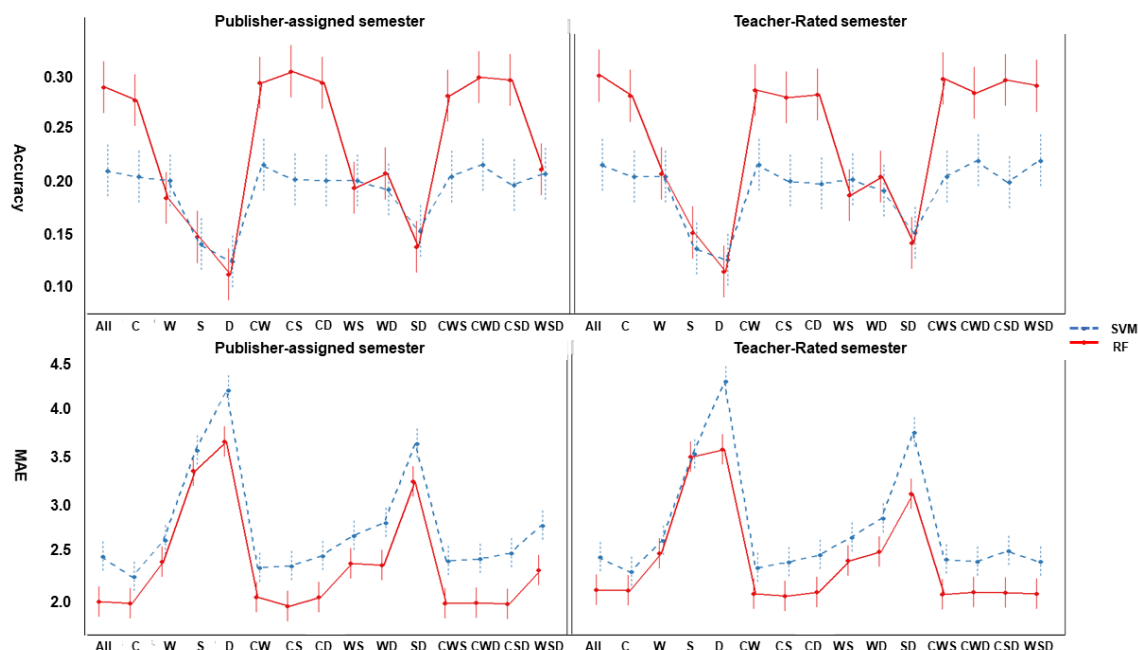 Publisher-assigned semester
Teacher-Rated semester
Accuracy
0.30
0.25
0.20
0.15
0.10
All C W S D CW CS CD WS WD SD CWS CWD CSD WSD
All C W S D CW CS CD WS WD SD CWS CWD CSD WSD
SVM
RF
Publisher-assigned semester
Teacher-Rated semester
MAE
4.5
4.0
3.5
3.0
2.5
2.0
All C W S D CW CS CD WS WD SD CWS CWD CSD WSD
All C W S D CW CS CD WS WD SD CWS CWD CSD WSD